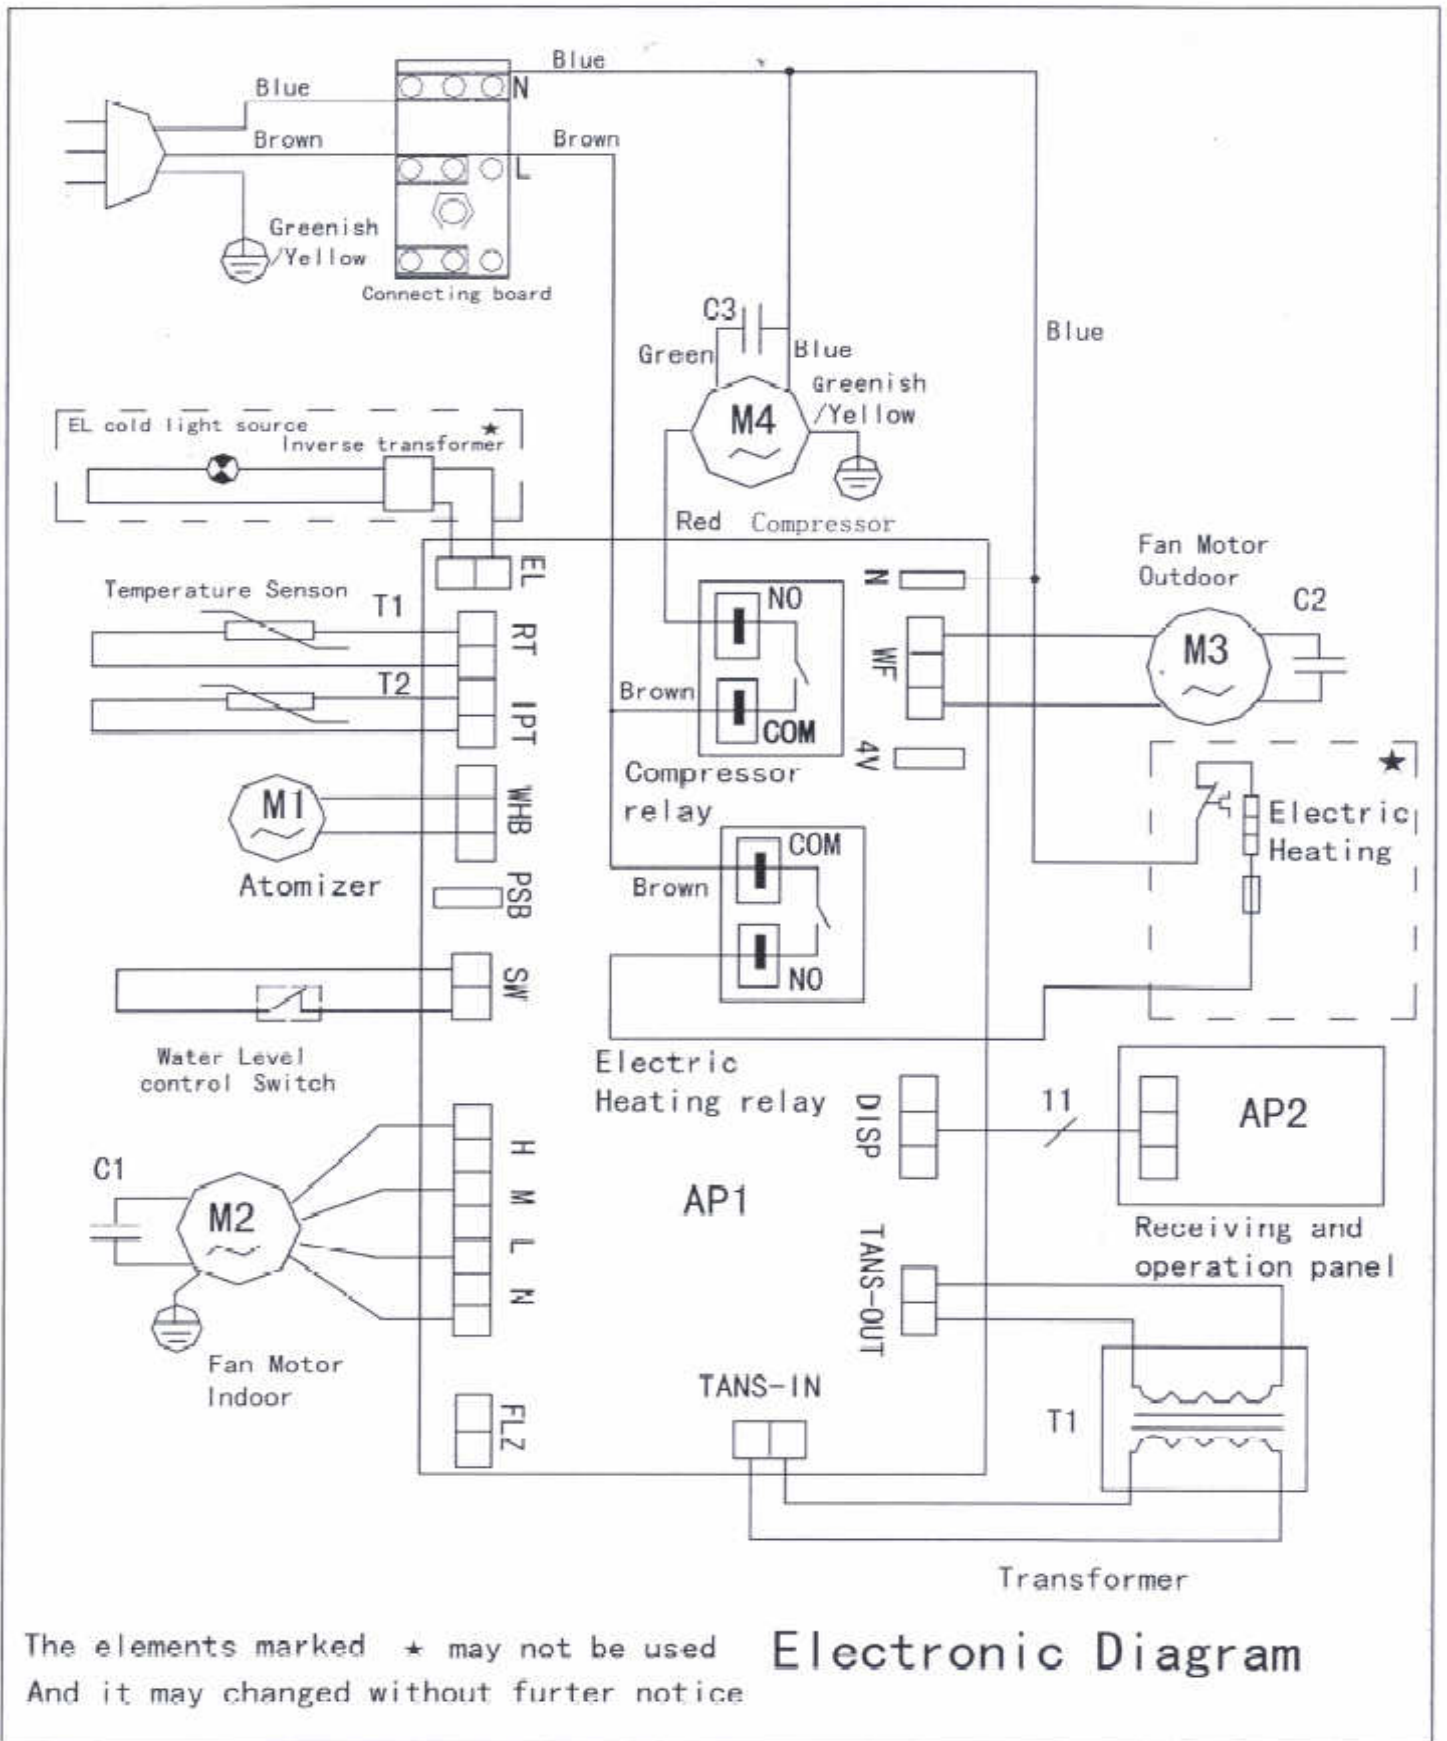 Blue
Blue
N
Brown
Brown
L
Greenish
/Yellow
Connecting board
C3
Green
Blue
Blue
Greenish
/Yellow
M4
EL cold light source
★
Inverse transformer
Red
Compressor
EL
Fan Motor
Outdoor
Temperature Senson
T1
NO
N
C2
RT
M3
WF
T2
Brown
IPT
COM
4V
★
Compressor
relay
M1
WHB
Electric
Heating
COM
Atomizer
Brown
PSB
SW
NO
Water Level
control Switch
Electric
Heating relay
DISP
11
AP2
H
C1
M
AP1
M2
L
Receiving and
operation panel
TANS-OUT
N
Fan Motor
Indoor
TANS-IN
FLZ
T1
Transformer
The elements marked ★ may not be used
And it may changed without furter notice
Electronic Diagram